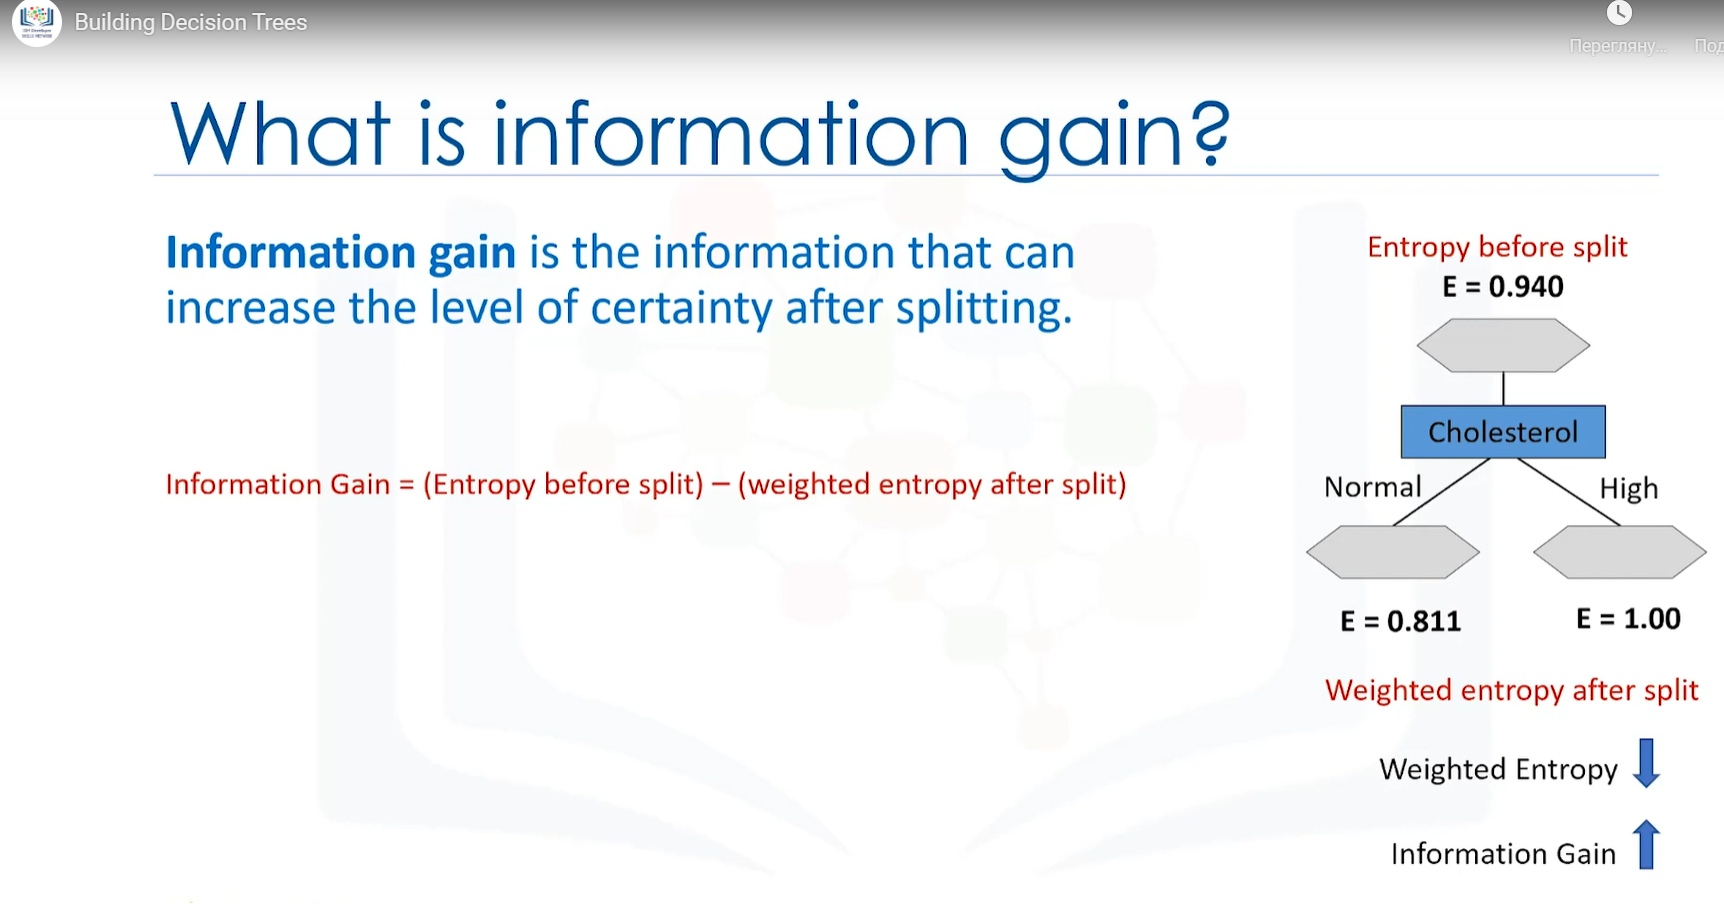 Building Decision Trees
Перегляну...
What is information gain?
Information gain is the information that can
increase the level of certainty after splitting.
Information Gain = (Entropy before split) – (weighted entropy after split)
Entropy before split
E = 0.940
Cholesterol
Normal
High
E = 0.811
E = 1.00
Weighted entropy after split
Weighted Entropy
Information Gain